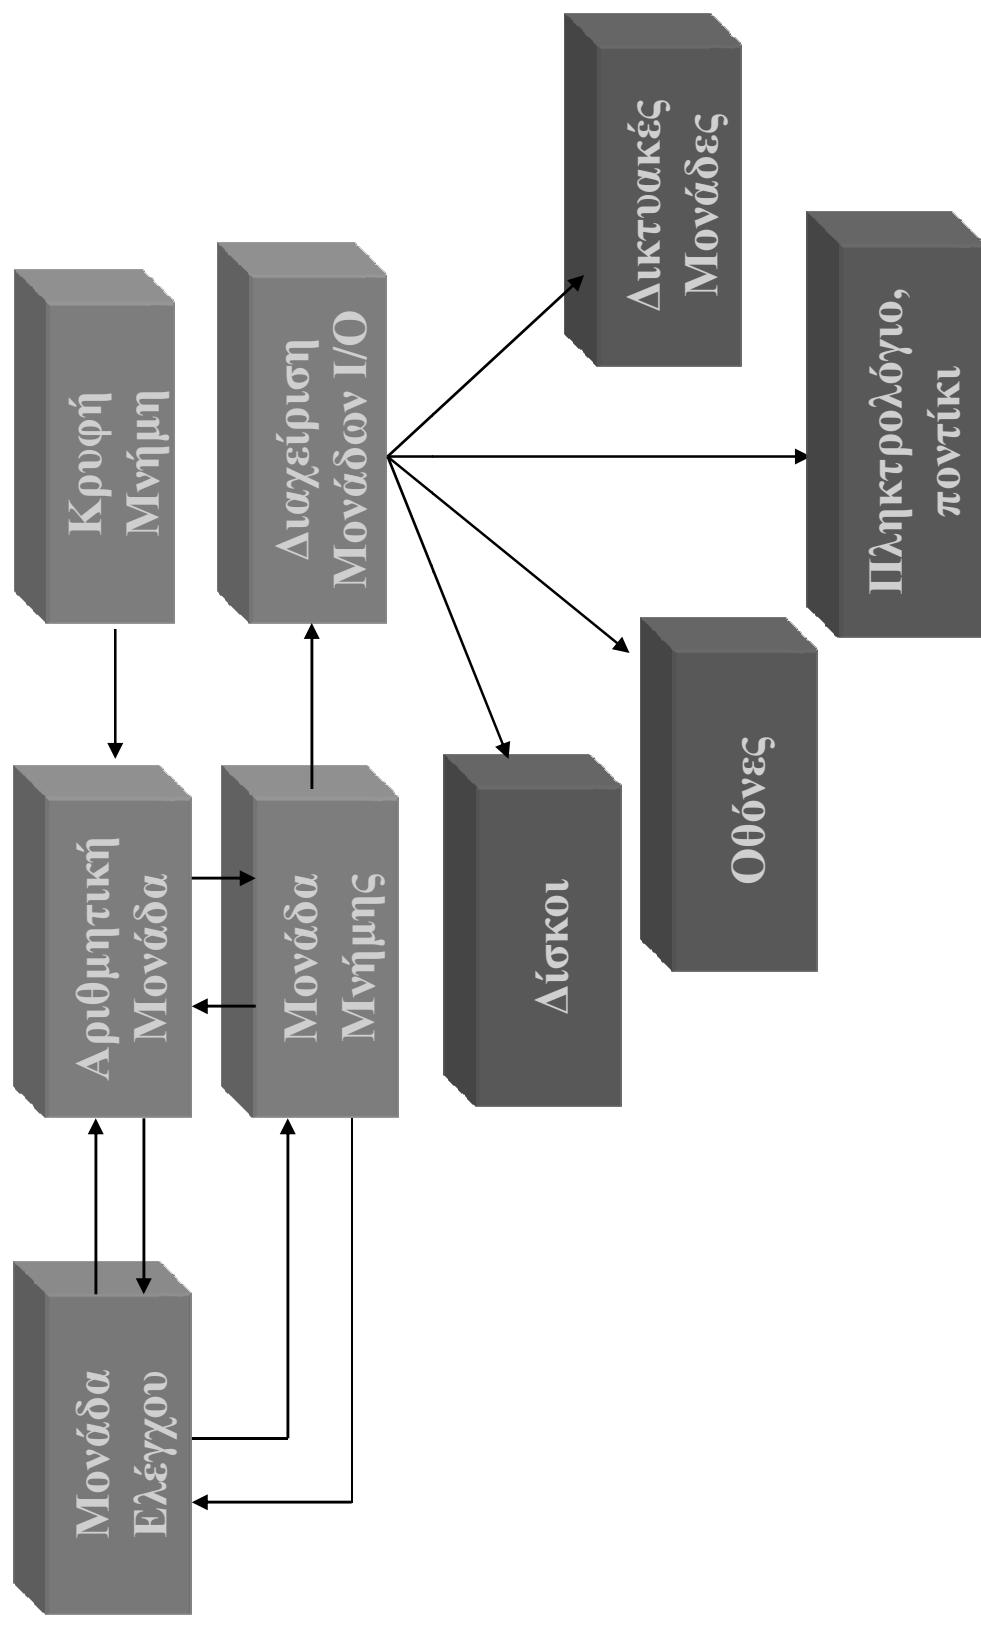 Μονάδα
Ελέγχου
Αριθμητική
Μονάδα
Κρυφή
Μνήμη
Μονάδα
Μνήμης
Διαχείριση
Μονάδων I/O
Δίσκοι
Οθόνες
Πληκτρολόγιο,
ποντίκι
Δικτυακές
Μονάδες